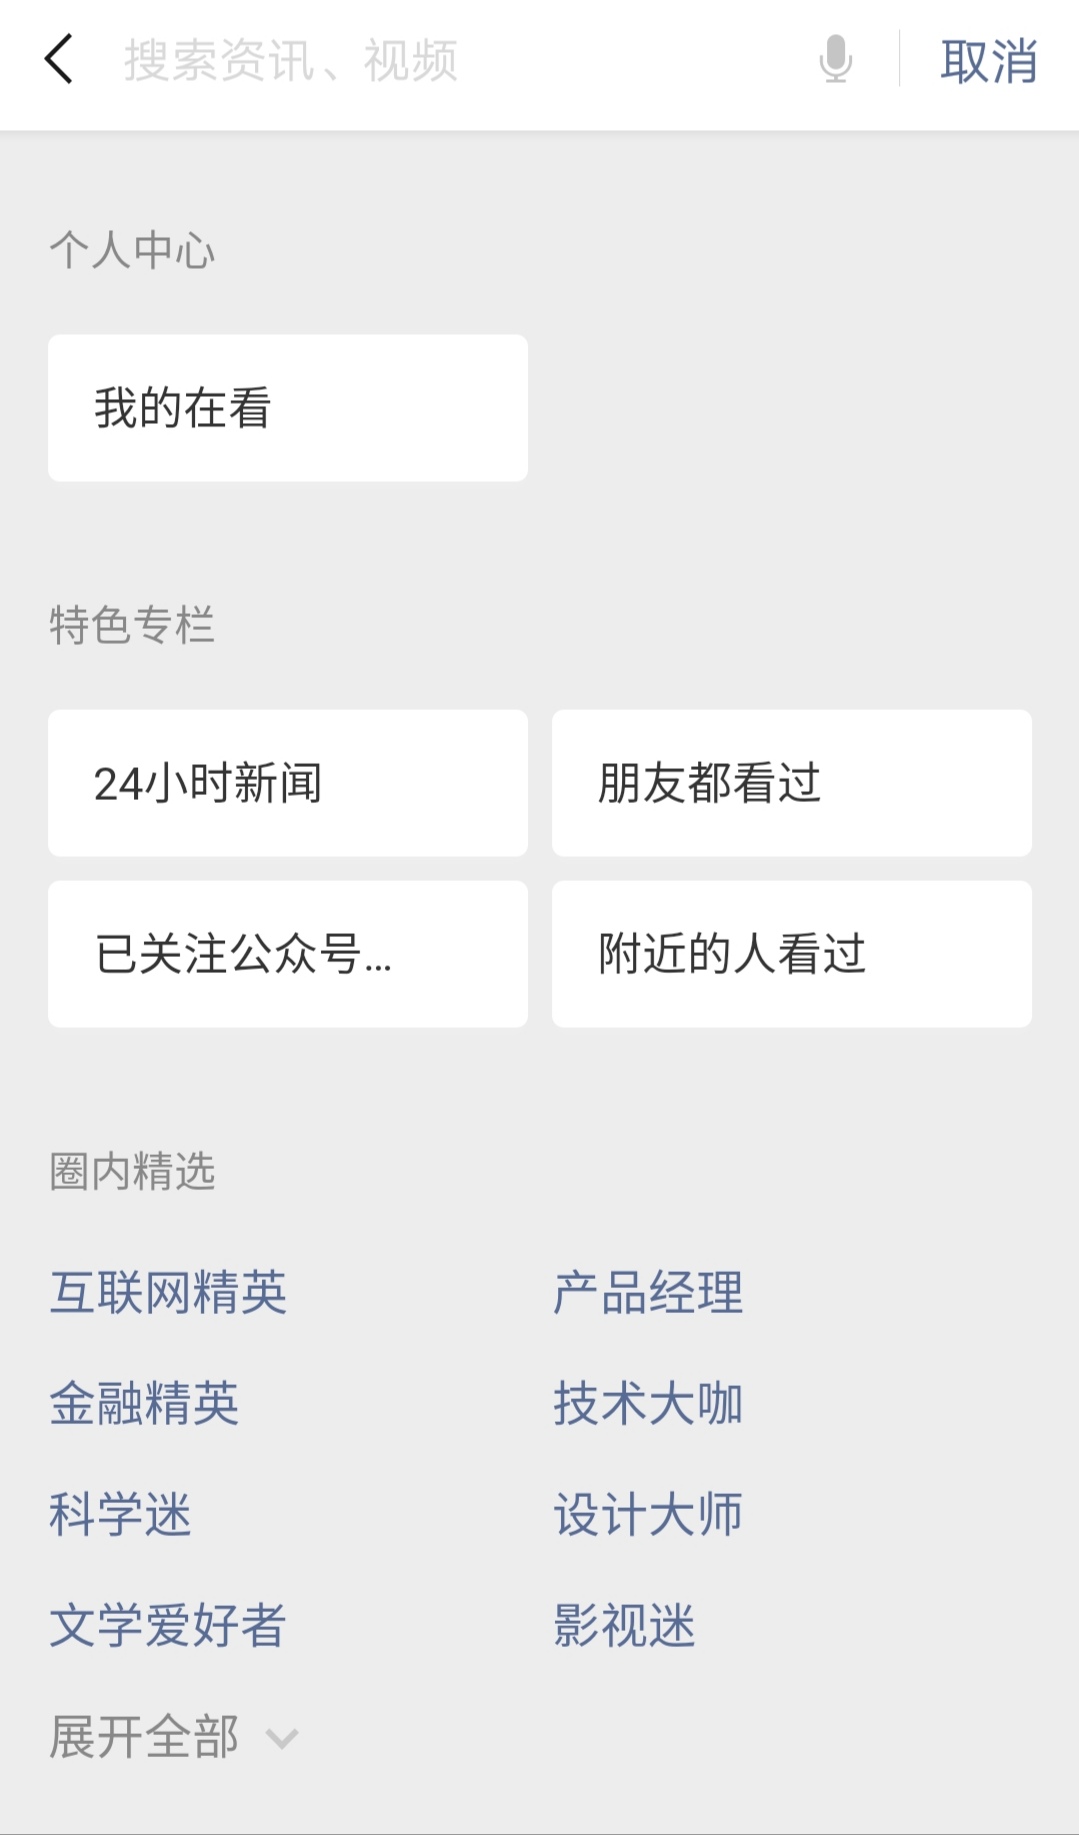 搜索资讯、视频
取消
个人中心
我的在看
特色专栏
24小时新闻
朋友都看过
已关注公众号...
附近的人看过
圈内精选
互联网精英
产品经理
金融精英
技术大咖
科学迷
设计大师
文学爱好者
影视迷
展开全部